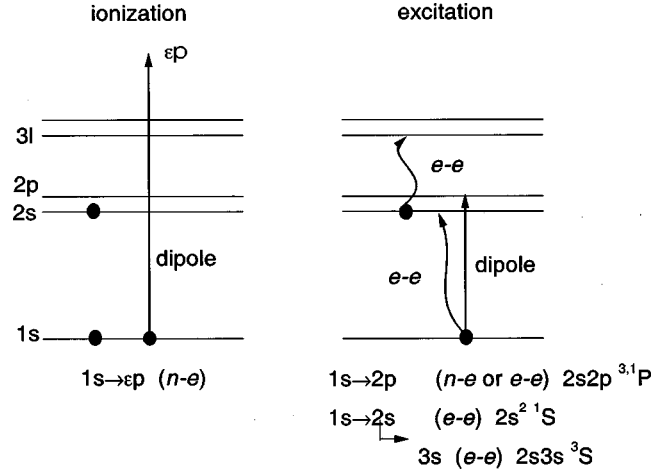 ionization
excitation
εp
3l
2p
2s
dipole
1s
1s→εp (n-e)
e-e
e-e
dipole
1s→2p (n-e or e-e) 2s2p ³,¹P
1s→2s (e-e) 2s² ¹S
3s (e-e) 2s3s ³S